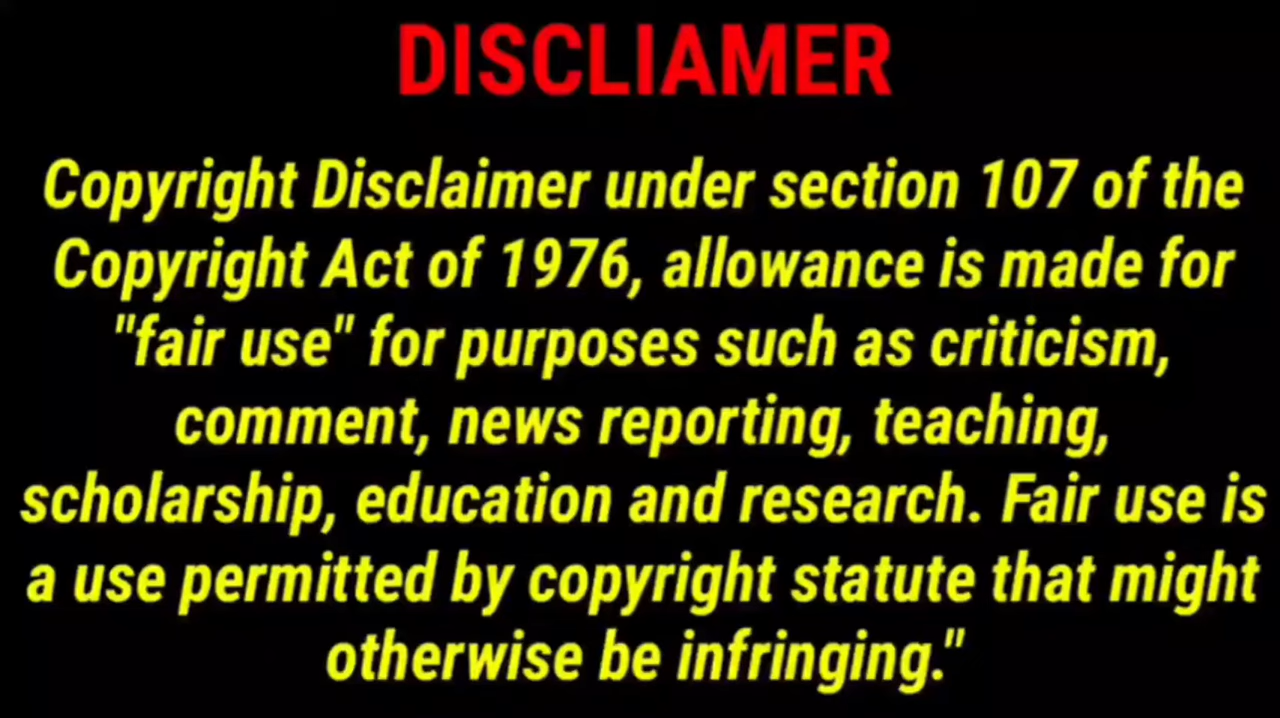 DISCLIAMER
Copyright Disclaimer under section 107 of the
Copyright Act of 1976, allowance is made for
"fair use" for purposes such as criticism,
comment, news reporting, teaching,
scholarship, education and research. Fair use is
a use permitted by copyright statute that might
otherwise be infringing."